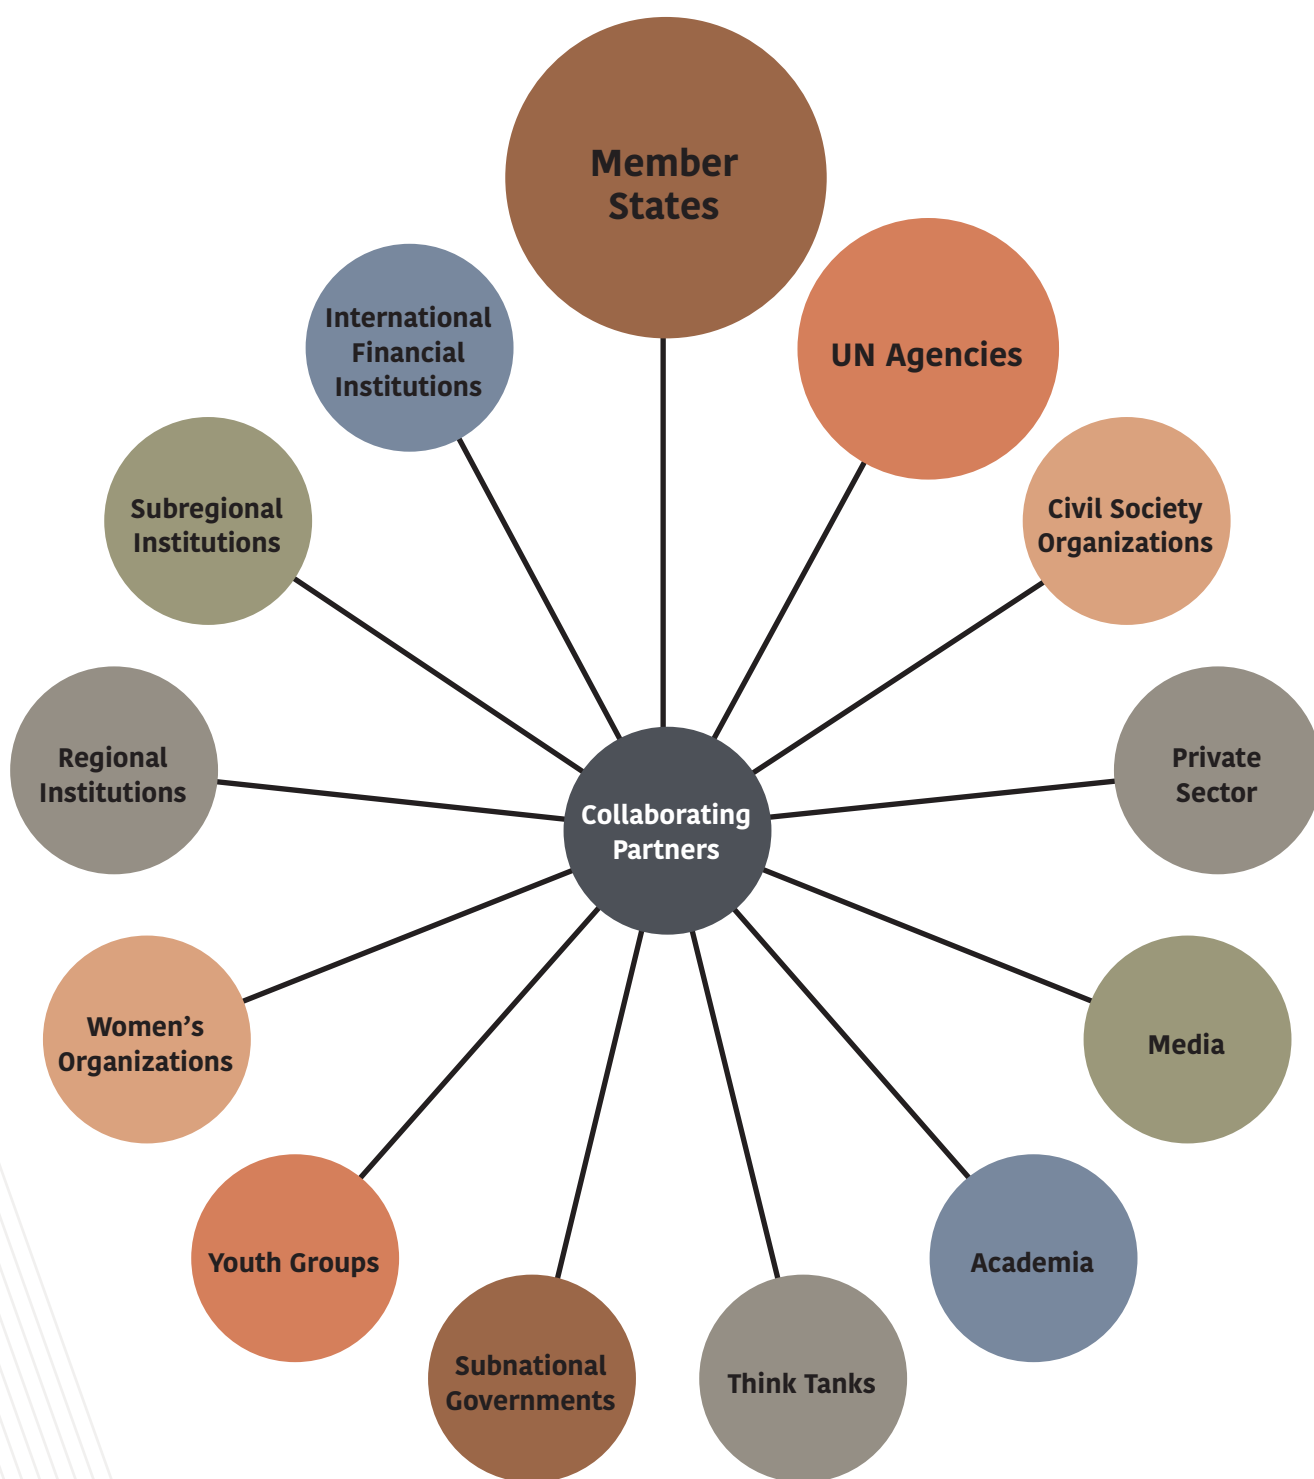 Member
States
International
Financial
Institutions
UN Agencies
Subregional
Institutions
Civil Society
Organizations
Regional
Institutions
Private
Sector
Collaborating
Partners
Women’s
Organizations
Media
Youth Groups
Academia
Subnational
Governments
Think Tanks